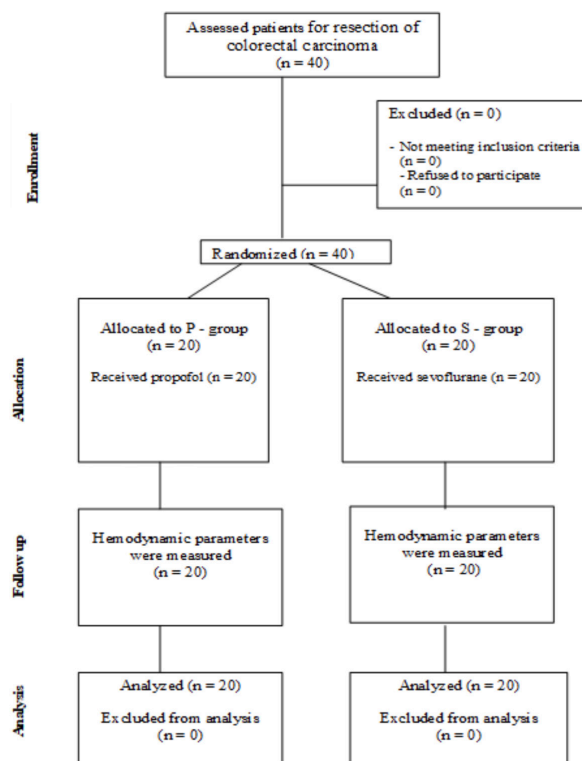 Assessed patients for resection of
colorectal carcinoma
(n = 40)
Enrollment
Excluded (n = 0)
- Not meeting inclusion criteria
(n = 0)
- Refused to participate
(n = 0)
Randomized (n = 40)
Allocation
Allocated to P - group
(n = 20)
Received propofol (n = 20)
Allocated to S - group
(n = 20)
Received sevoflurane (n = 20)
Follow up
Hemodynamic parameters
were measured
(n = 20)
Hemodynamic parameters
were measured
(n = 20)
Analysis
Analyzed (n = 20)
Excluded from analysis
(n = 0)
Analyzed (n = 20)
Excluded from analysis
(n = 0)